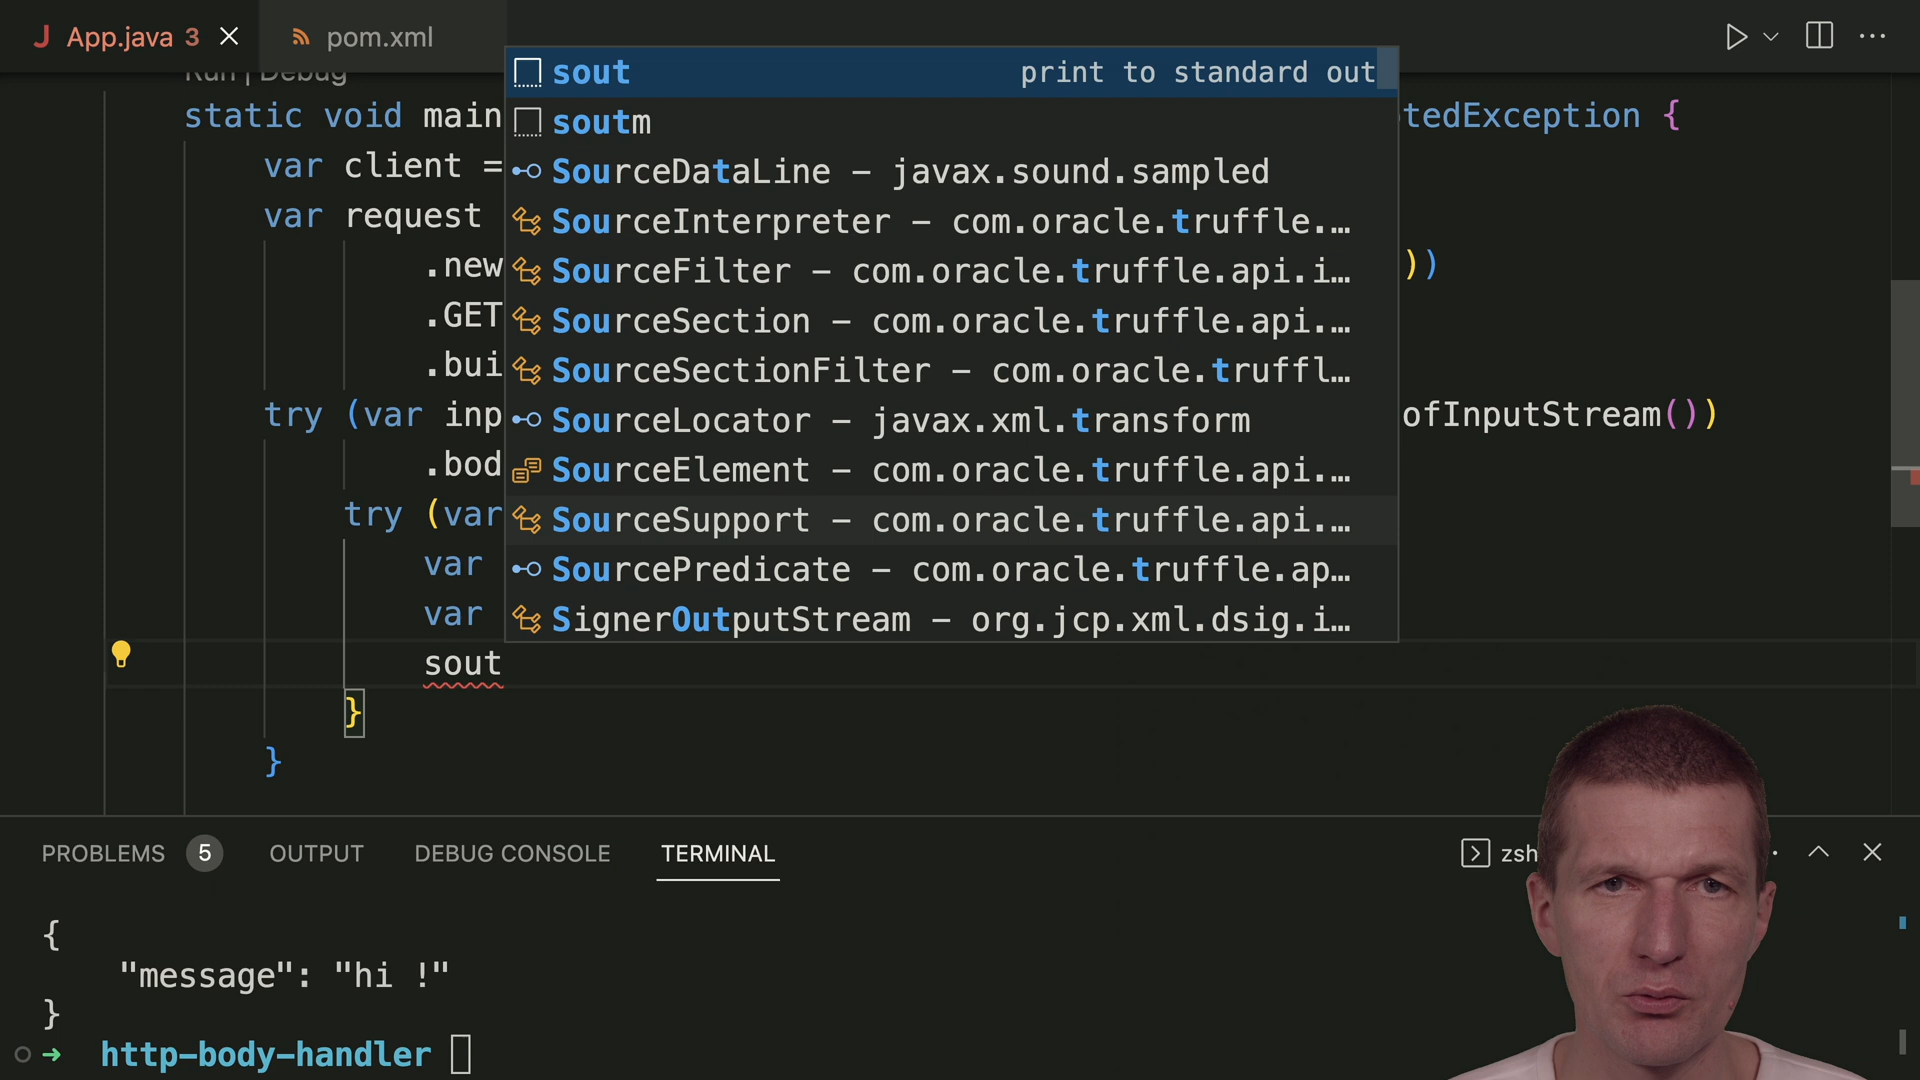 App.java 3
pom.xml
Run | Debug
static void main
tedException {
var client =
var request
.new
))
.GET
.bui
try (var inp
ofInputStream())
.bod
try (var
var
var
sout
}
}
sout print to standard out
soutm
SourceDataLine – javax.sound.sampled
SourceInterpreter – com.oracle.truffle.…
SourceFilter – com.oracle.truffle.api.i…
SourceSection – com.oracle.truffle.api.…
SourceSectionFilter – com.oracle.truffl…
SourceLocator – javax.xml.transform
SourceElement – com.oracle.truffle.api.…
SourceSupport – com.oracle.truffle.api.…
SourcePredicate – com.oracle.truffle.ap…
SignerOutputStream – org.jcp.xml.dsig.i…
PROBLEMS 5 OUTPUT DEBUG CONSOLE TERMINAL
zsh
{
"message": "hi !"
}
➜ http-body-handler